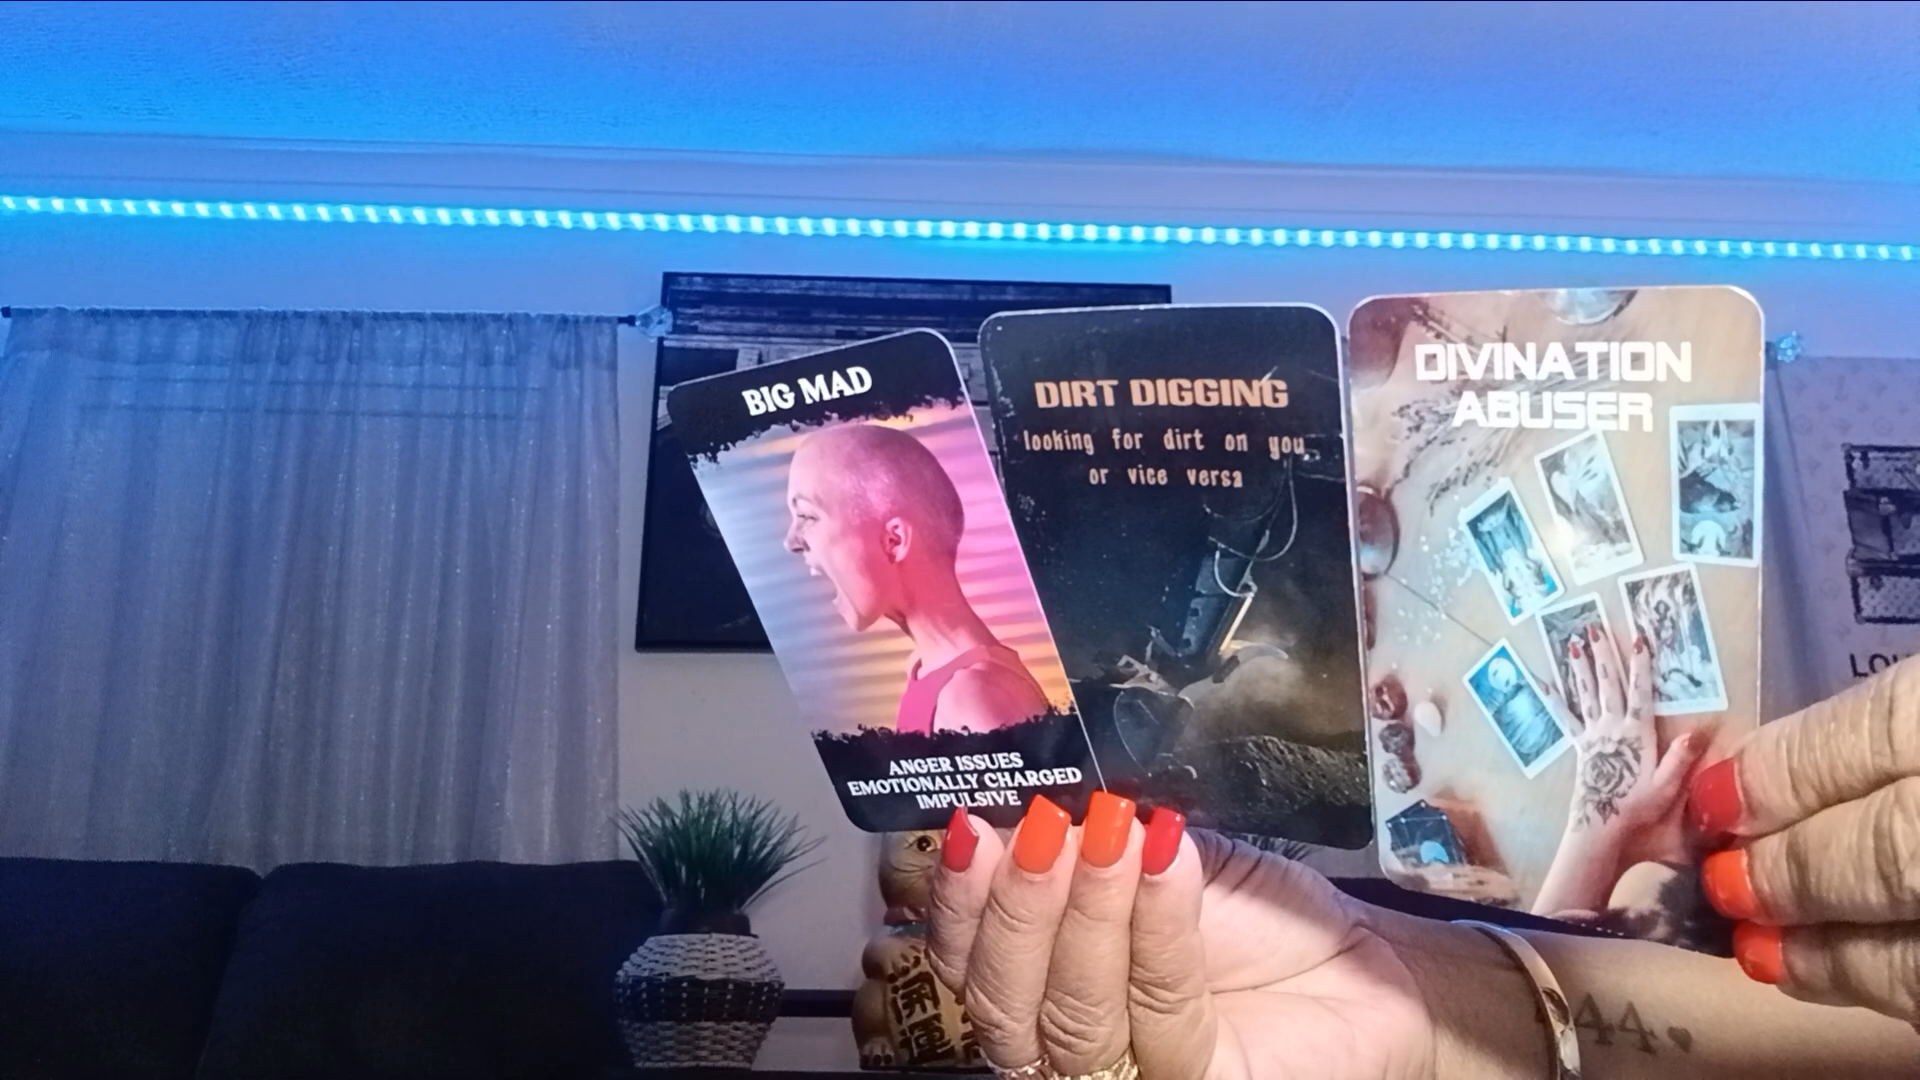 BIG MAD
ANGER ISSUES
EMOTIONALLY CHARGED
IMPULSIVE
DIRT DIGGING
looking for dirt on you
or vice versa
DIVINATION
ABUSER